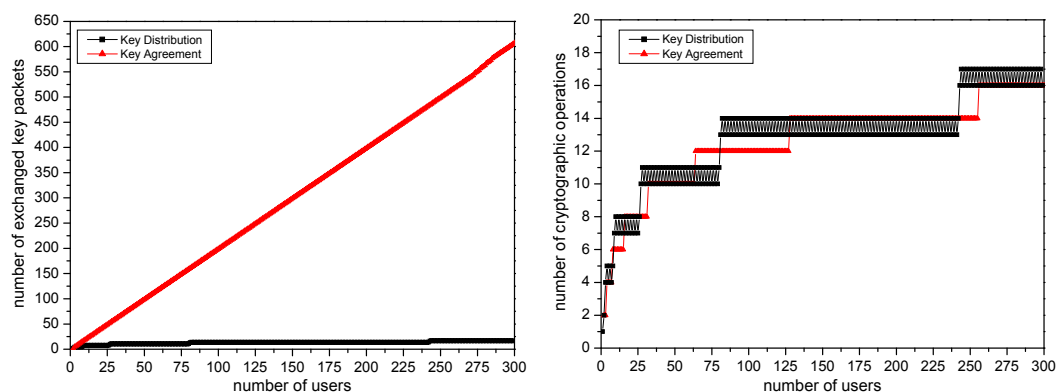 650
600
550
500
450
400
350
300
250
200
150
100
50
0
number of exchanged key packets
Key Distribution
Key Agreement
0 25 50 75 100 125 150 175 200 225 250 275 300
number of users
20
18
16
14
12
10
8
6
4
2
0
number of cryptographic operations
Key Distribution
Key Agreement
0 25 50 75 100 125 150 175 200 225 250 275 300
number of users